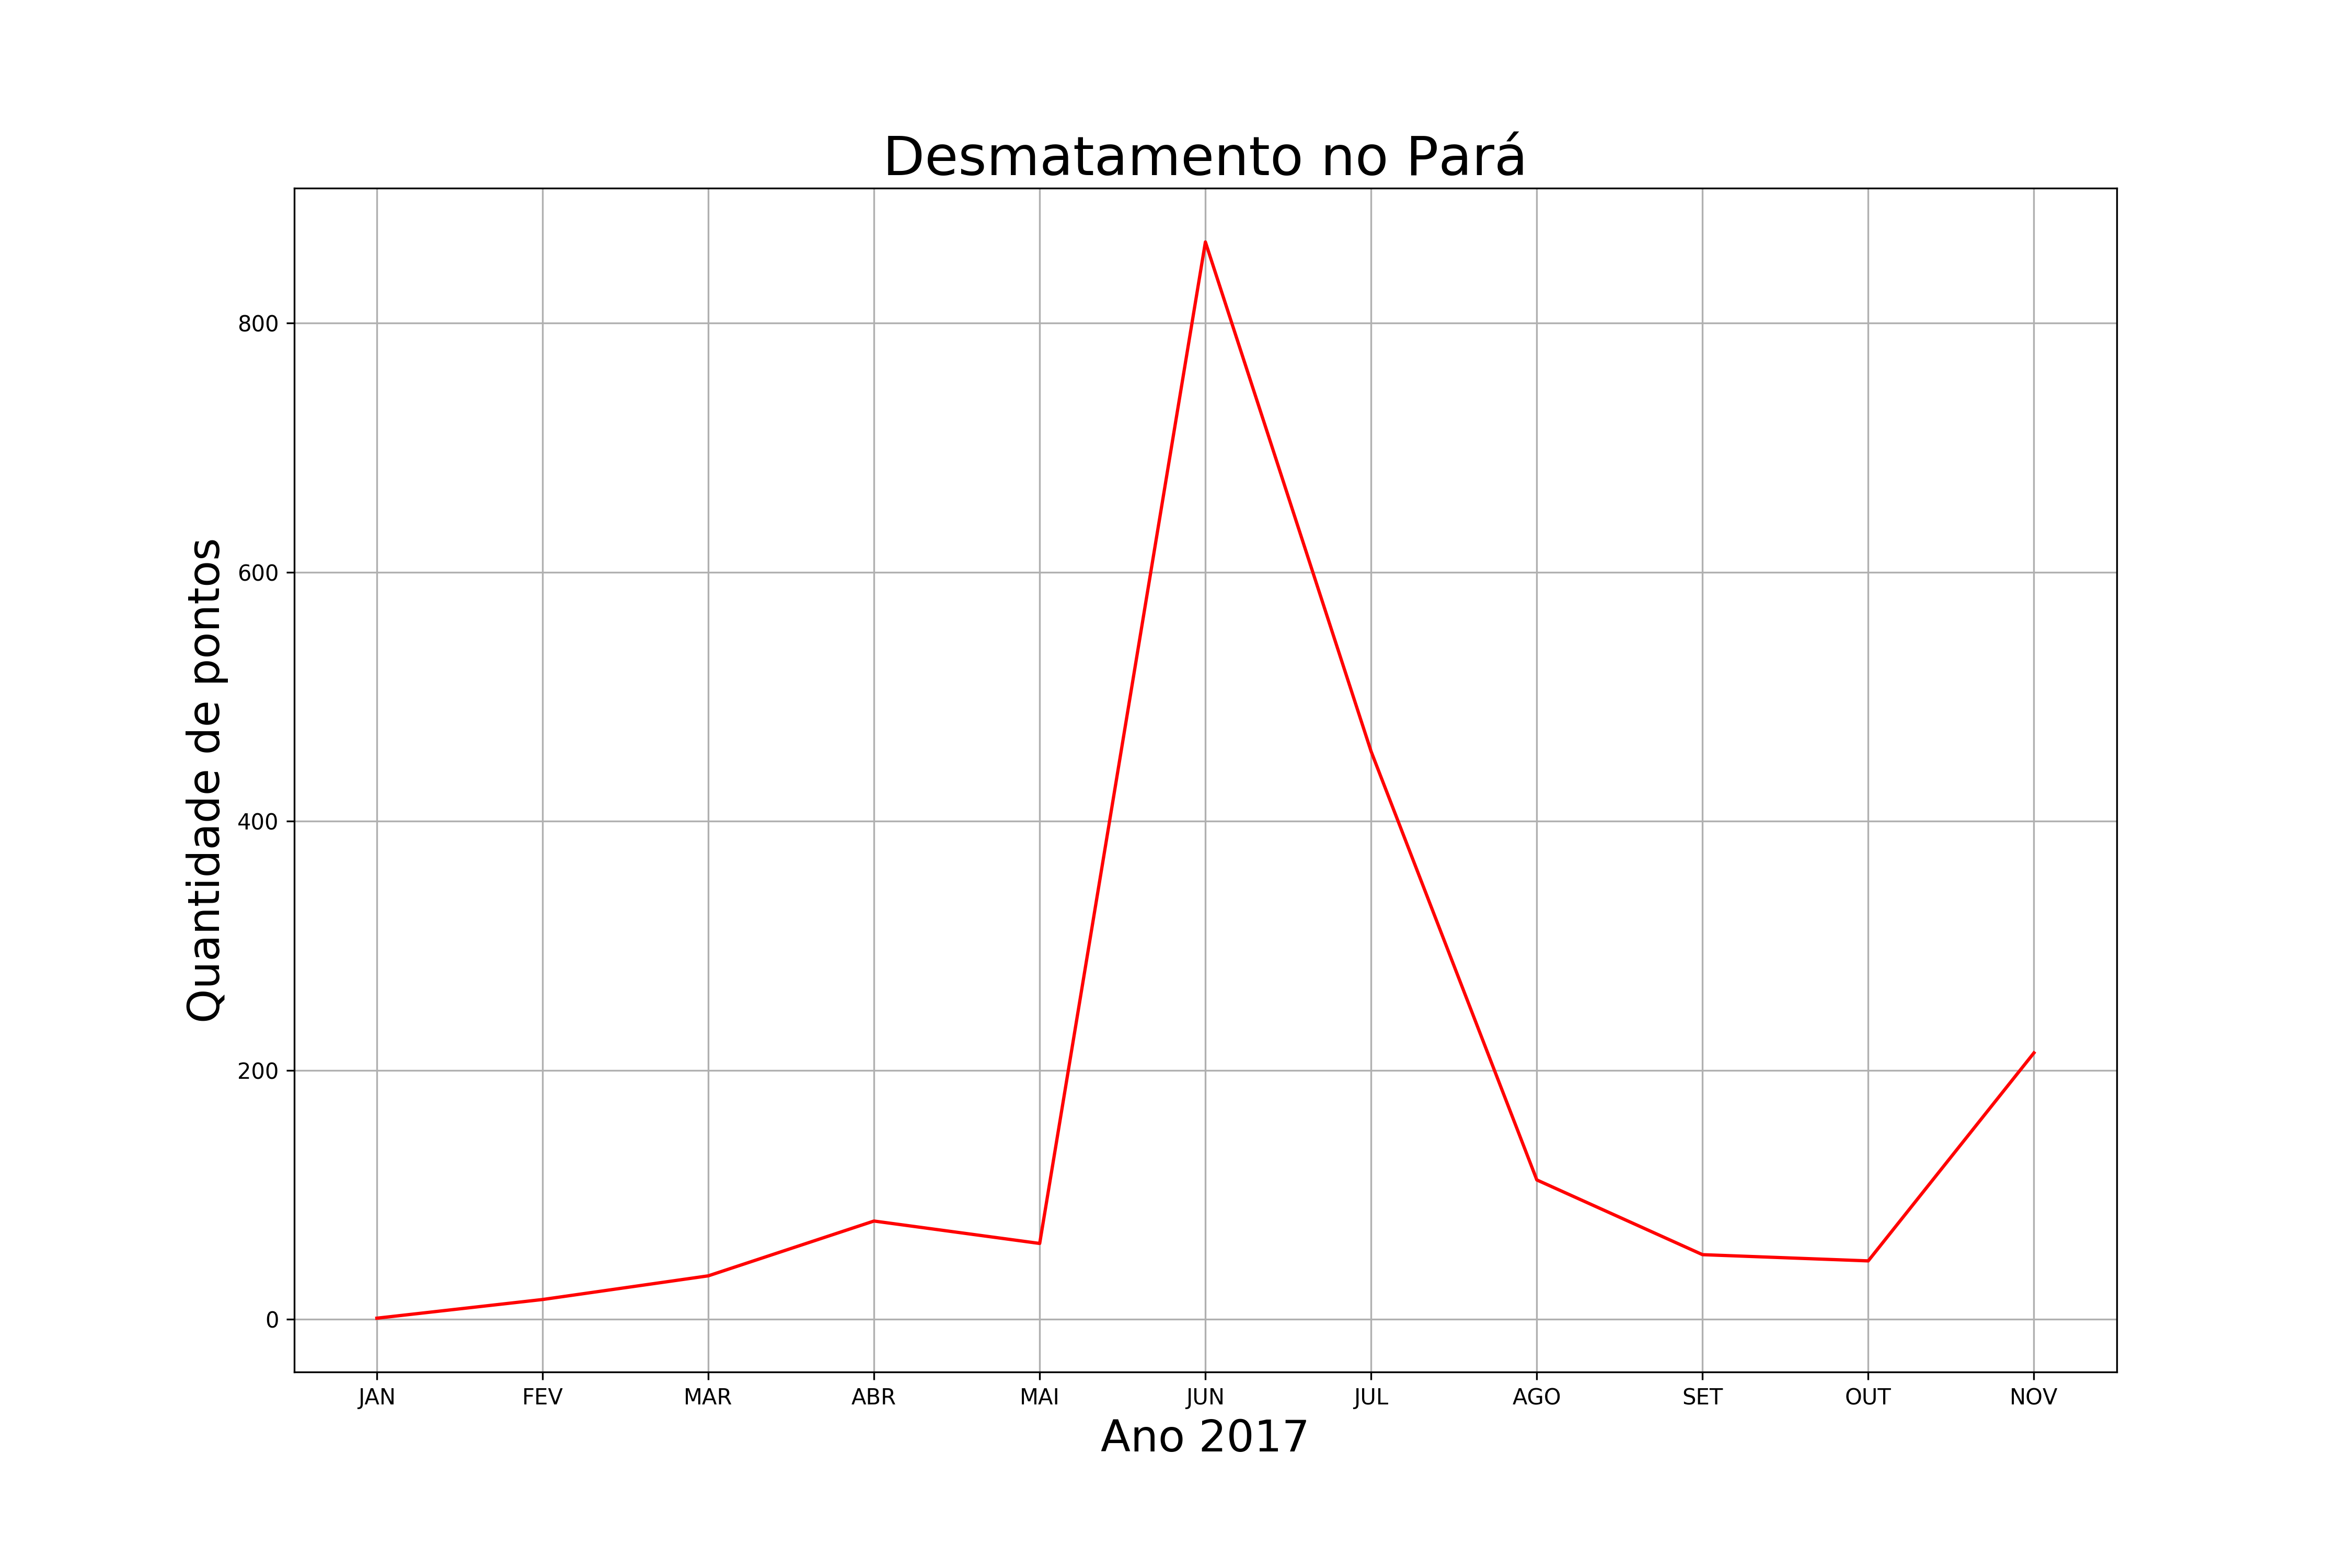 Desmatamento no Pará
Quantidade de pontos
800
600
400
200
0
JAN FEV MAR ABR MAI JUN JUL AGO SET OUT NOV
Ano 2017